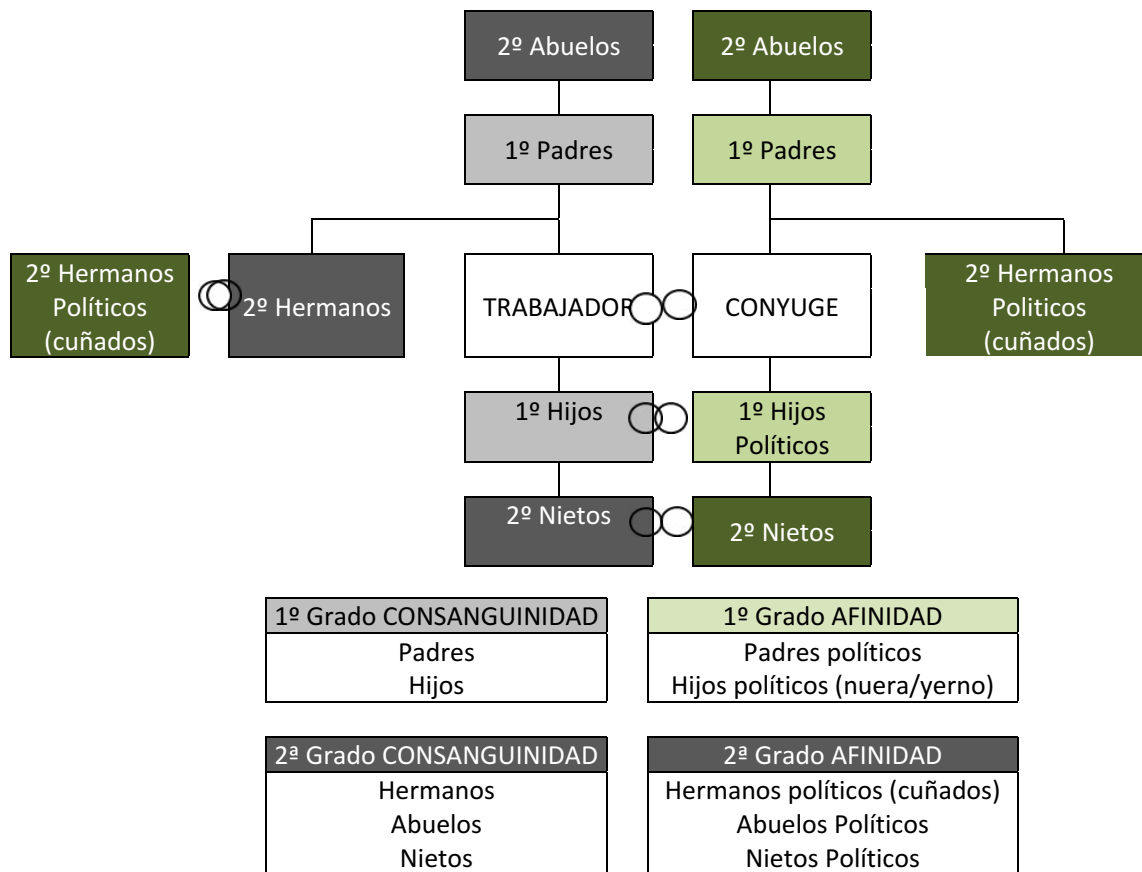 2º Abuelos
2º Abuelos
1º Padres
1º Padres
2º Hermanos
Políticos
(cuñados)
2º Hermanos
TRABAJADOR
CONYUGE
2º Hermanos
Politicos
(cuñados)
1º Hijos
1º Hijos
Políticos
2º Nietos
2º Nietos
1º Grado CONSANGUINIDAD
Padres
Hijos
1º Grado AFINIDAD
Padres políticos
Hijos políticos (nuera/yerno)
2ª Grado CONSANGUINIDAD
Hermanos
Abuelos
Nietos
2ª Grado AFINIDAD
Hermanos políticos (cuñados)
Abuelos Políticos
Nietos Políticos